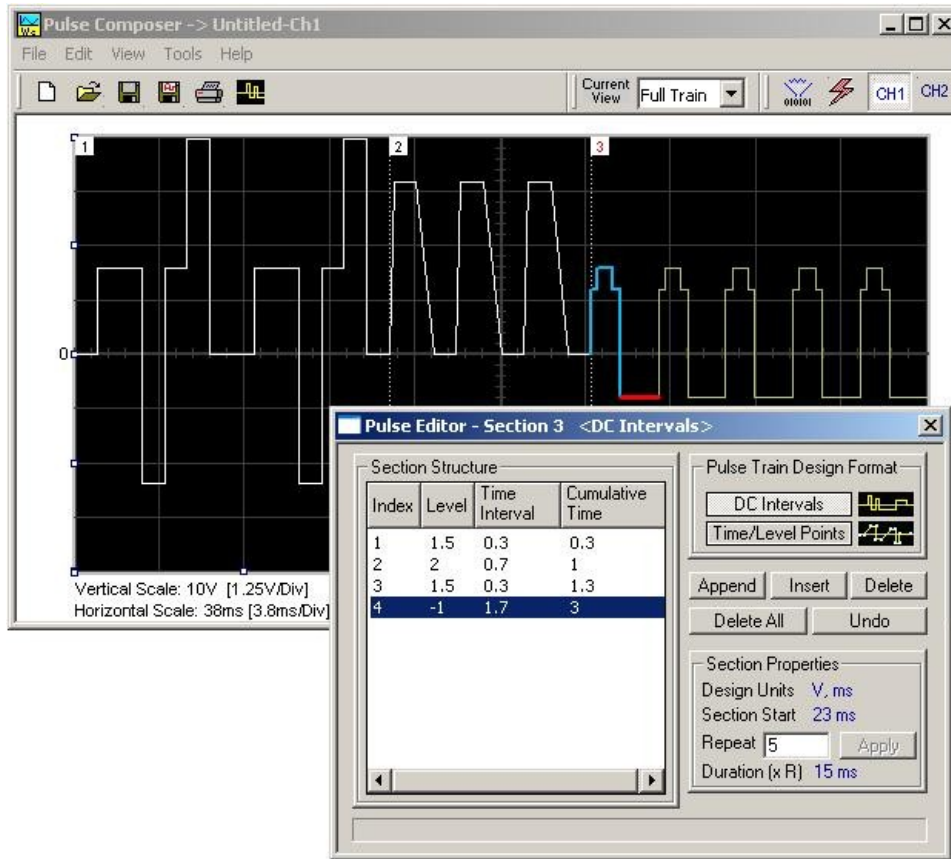 Pulse Composer -> Untitled-Ch1
File Edit View Tools Help
Current View Full Train
010101
CH1 CH2
1 2 3
0
Vertical Scale: 10V [1.25V/Div]
Horizontal Scale: 38ms [3.8ms/Div]
Pulse Editor - Section 3 <DC Intervals>
Section Structure
Index Level Time Interval Cumulative Time
1 1.5 0.3 0.3
2 2 0.7 1
3 1.5 0.3 1.3
4 -1 1.7 3
Pulse Train Design Format
DC Intervals
Time/Level Points
Append Insert Delete
Delete All Undo
Section Properties
Design Units V, ms
Section Start 23 ms
Repeat 5 Apply
Duration (x R) 15 ms